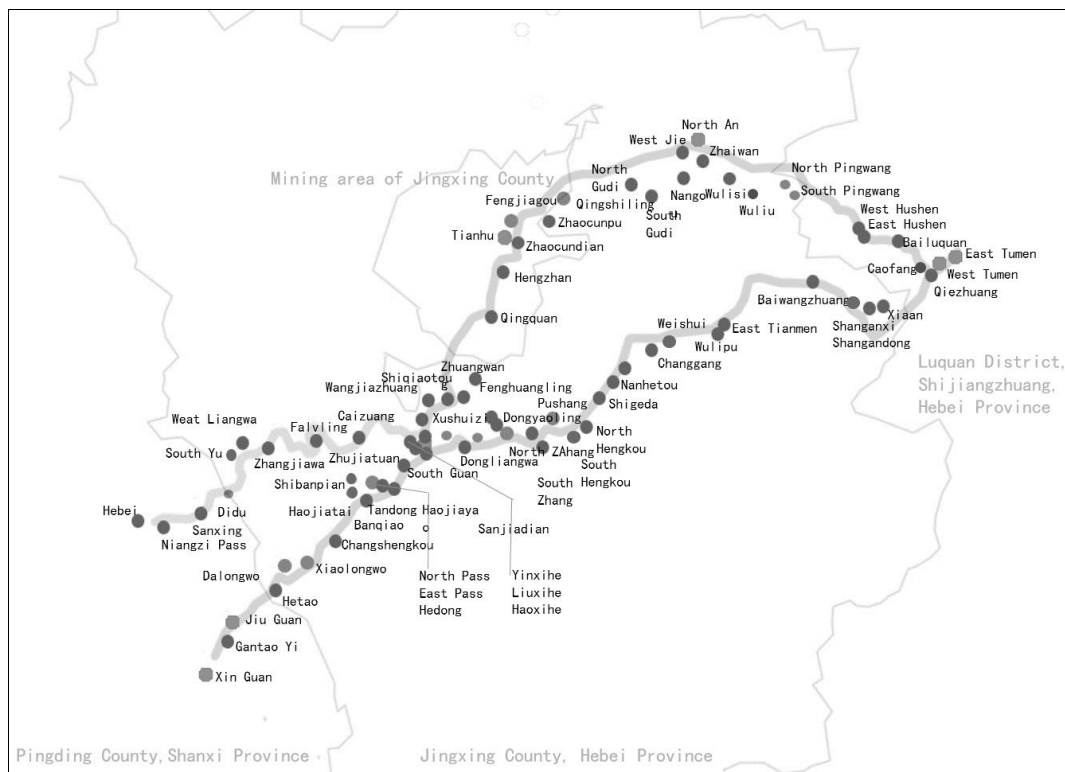 North An
West Jie
Zhaiwan
North
Gudi
North Pingwang
Mining area of Jingxing County
South Pingwang
Fengjiagou
Qingshiling
Nango
u
Wulisi
Wuliu
South
Gudi
West Hushen
East Hushen
Zhaocunpu
Tianhu
Zhaocundian
Bailuquan
East Tumen
Caofang
West Tumen
Hengzhan
Qiezhuang
Baiwangzhuang
Xiaan
Qingquan
Weishui
East Tianmen
Shanganxi
Shangandong
Wulipu
Changgang
Luquan District,
Shijiangzhuang,
Hebei Province
Zhuangwan
Shiqiaotou
g
Wangjiazhuang
Fenghuangling
Nanhetou
Pushang
Shigeda
Weat Liangwa
Falvling
Caizuang
Xushuizi
Dongyaoling
North
Hengkou
South Yu
Zhangjiawa
Zhujiatuan
Dongliangwa
North ZAhang
South
Hengkou
South Guan
South
Zhang
Shibanpian
Hebei
Didu
Haojiatai
Tandong
Haojiaya
o
Sanxing
Banqiao
Sanjiadian
Niangzi Pass
Changshengkou
Dalongwo
Xiaolongwo
North Pass
East Pass
Hedong
Yinxihe
Liuxihe
Haoxihe
Hetao
Jiu Guan
Gantao Yi
Xin Guan
Pingding County,Shanxi Province
Jingxing County, Hebei Province